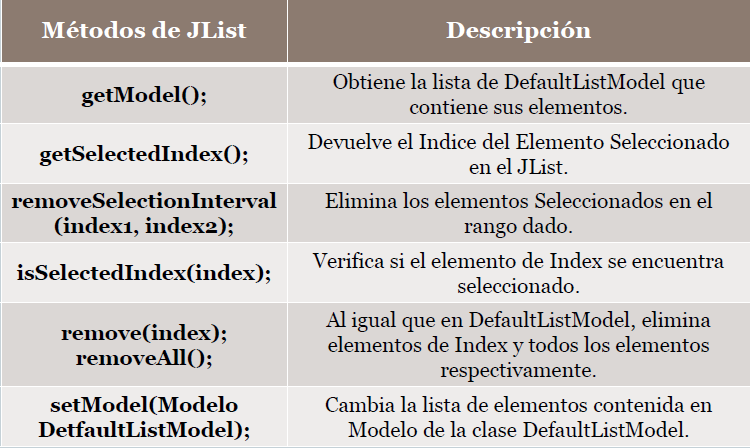 Métodos de JList
Descripción
getModel();
Obtiene la lista de DefaultListModel que
contiene sus elementos.
getSelectedIndex();
Devuelve el Indice del Elemento Seleccionado
en el JList.
removeSelectionInterval
(index1, index2);
Elimina los elementos Seleccionados en el
rango dado.
isSelectedIndex(index);
Verifica si el elemento de Index se encuentra
seleccionado.
remove(index);
removeAll();
Al igual que en DefaultListModel, elimina
elementos de Index y todos los elementos
respectivamente.
setModel(Modelo
DetfaultListModel);
Cambia la lista de elementos contenida en
Modelo de la clase DefaultListModel.